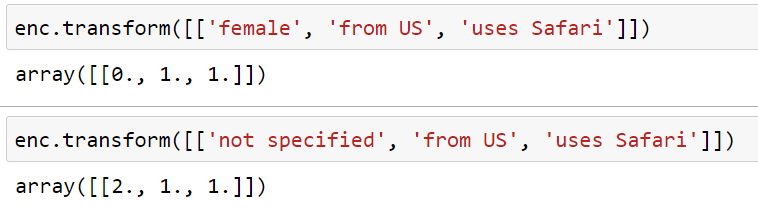 enc.transform([['female', 'from US', 'uses Safari']])
array([[0., 1., 1.]])
enc.transform([['not specified', 'from US', 'uses Safari']])
array([[2., 1., 1.]])